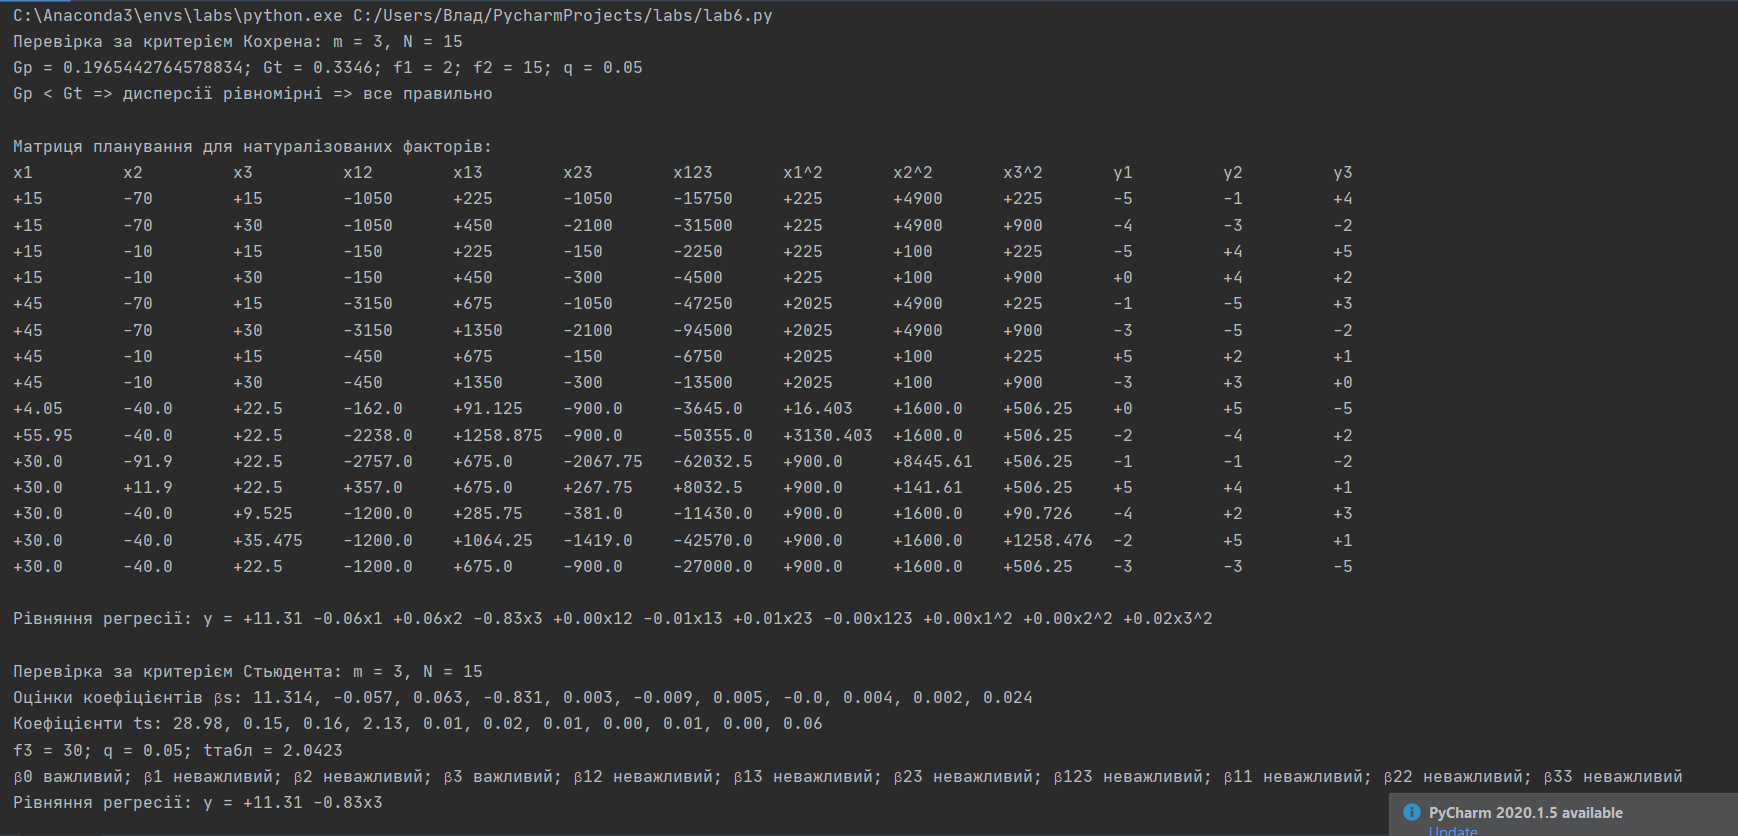 C:\Anaconda3\envs\labs\python.exe C:/Users/Влад/PycharmProjects/labs/lab6.py
Перевірка за критерієм Кохрена: m = 3, N = 15
Gp = 0.1965442764578834; Gt = 0.3346; f1 = 2; f2 = 15; q = 0.05
Gp < Gt => дисперсії рівномірні => все правильно
Матриця планування для натуралізованих факторів:
x1 x2 x3 x12 x13 x23 x123 x1^2 x2^2 x3^2 y1 y2 y3
+15 -70 +15 -1050 +225 -1050 -15750 +225 +4900 +225 -5 -1 +4
+15 -70 +30 -1050 +450 -2100 -31500 +225 +4900 +900 -4 -3 -2
+15 -10 +15 -150 +225 -150 -2250 +225 +100 +225 -5 +4 +5
+15 -10 +30 -150 +450 -300 -4500 +225 +100 +900 +0 +4 +2
+45 -70 +15 -3150 +675 -1050 -47250 +2025 +4900 +225 -1 -5 +3
+45 -70 +30 -3150 +1350 -2100 -94500 +2025 +4900 +900 -3 -5 -2
+45 -10 +15 -450 +675 -150 -6750 +2025 +100 +225 +5 +2 +1
+45 -10 +30 -450 +1350 -300 -13500 +2025 +100 +900 -3 +3 +0
+4.05 -40.0 +22.5 -162.0 +91.125 -900.0 -3645.0 +16.403 +1600.0 +506.25 +0 +5 -5
+55.95 -40.0 +22.5 -2238.0 +1258.875 -900.0 -50355.0 +3130.403 +1600.0 +506.25 -2 -4 +2
+30.0 -91.9 +22.5 -2757.0 +675.0 -2067.75 -62032.5 +900.0 +8445.61 +506.25 -1 -1 -2
+30.0 +11.9 +22.5 +357.0 +675.0 +267.75 +8032.5 +900.0 +141.61 +506.25 +5 +4 +1
+30.0 -40.0 +9.525 -1200.0 +285.75 -381.0 -11430.0 +900.0 +1600.0 +90.726 -4 +2 +3
+30.0 -40.0 +35.475 -1200.0 +1064.25 -1419.0 -42570.0 +900.0 +1600.0 +1258.476 -2 +5 +1
+30.0 -40.0 +22.5 -1200.0 +675.0 -900.0 -27000.0 +900.0 +1600.0 +506.25 -3 -3 -5
Рівняння регресії: y = +11.31 -0.06x1 +0.06x2 -0.83x3 +0.00x12 -0.01x13 +0.01x23 -0.00x123 +0.00x1^2 +0.00x2^2 +0.02x3^2
Перевірка за критерієм Стьюдента: m = 3, N = 15
Оцінки коефіцієнтів βs: 11.314, -0.057, 0.063, -0.831, 0.003, -0.009, 0.005, -0.0, 0.004, 0.002, 0.024
Коефіцієнти ts: 28.98, 0.15, 0.16, 2.13, 0.01, 0.02, 0.01, 0.00, 0.01, 0.00, 0.06
f3 = 30; q = 0.05; tтабл = 2.0423
β0 важливий; β1 неважливий; β2 неважливий; β3 важливий; β12 неважливий; β13 неважливий; β23 неважливий; β123 неважливий; β11 неважливий; β22 неважливий; β33 неважливий
Рівняння регресії: y = +11.31 -0.83x3
PyCharm 2020.1.5 available
Update